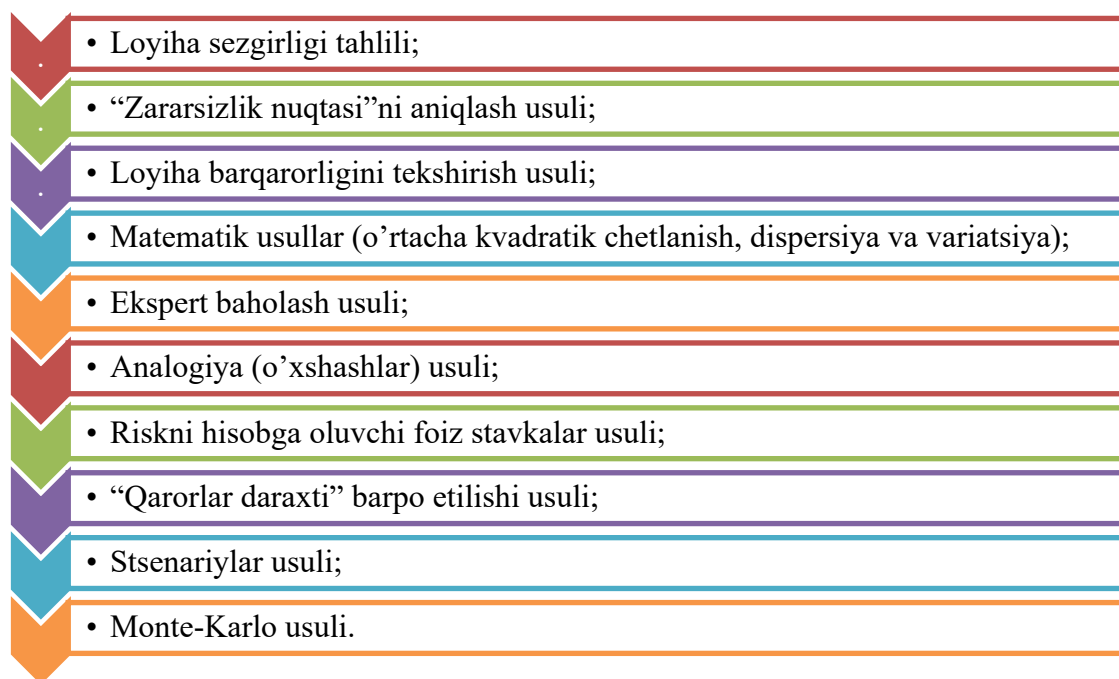 • Loyiha sezgirligi tahlili;
• “Zararsizlik nuqtasi”ni aniqlash usuli;
• Loyiha barqarorligini tekshirish usuli;
• Matematik usullar (o’rtacha kvadratik chetlanish, dispersiya va variatsiya);
• Ekspert baholash usuli;
• Analogiya (o’xshashlar) usuli;
• Riskni hisobga oluvchi foiz stavkalar usuli;
• “Qarorlar daraxti” barpo etilishi usuli;
• Stsenariylar usuli;
• Monte-Karlo usuli.